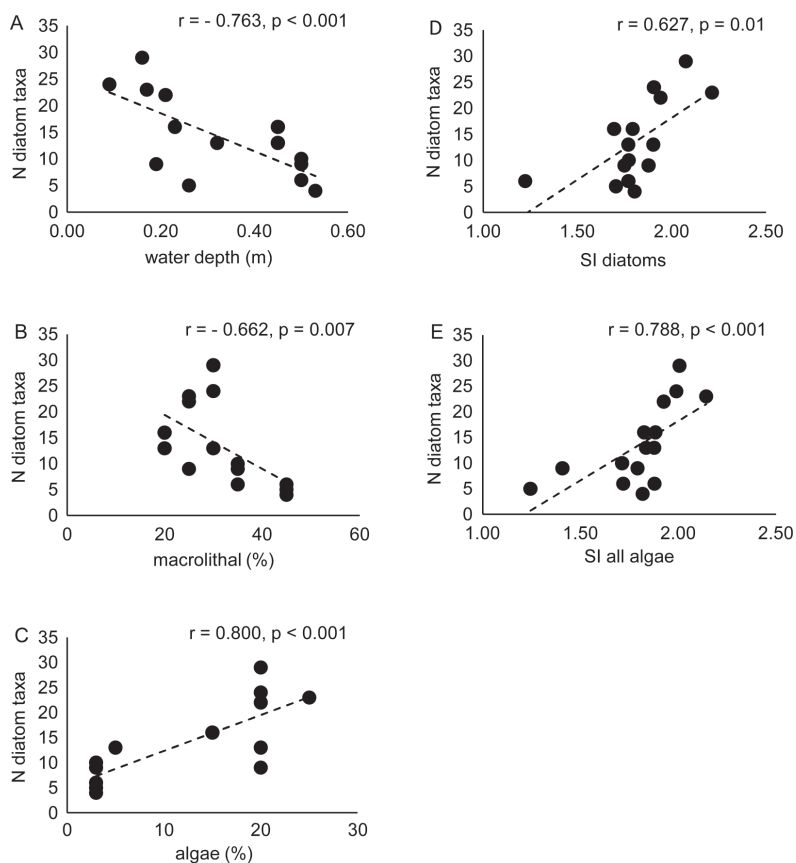 A
r = - 0.763, p < 0.001
N diatom taxa
35
30
25
20
15
10
5
0
0.00 0.20 0.40 0.60
water depth (m)
D
r = 0.627, p = 0.01
N diatom taxa
35
30
25
20
15
10
5
0
1.00 1.50 2.00 2.50
SI diatoms
B
r = - 0.662, p = 0.007
N diatom taxa
35
30
25
20
15
10
5
0
0 20 40 60
macrolithal (%)
E
r = 0.788, p < 0.001
N diatom taxa
35
30
25
20
15
10
5
0
1.00 1.50 2.00 2.50
SI all algae
C
r = 0.800, p < 0.001
N diatom taxa
35
30
25
20
15
10
5
0
0 10 20 30
algae (%)